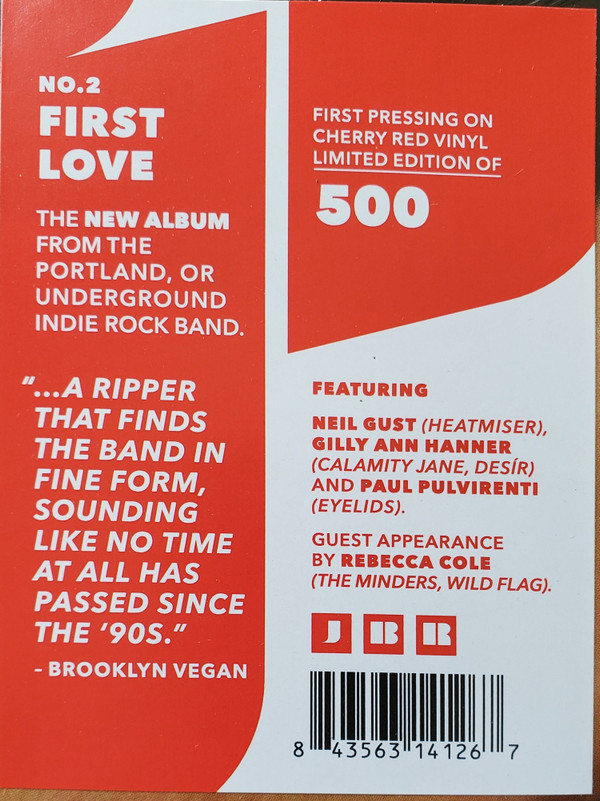 NO.2
FIRST
LOVE
THE NEW ALBUM
FROM THE
PORTLAND, OR
UNDERGROUND
INDIE ROCK BAND.
"...A RIPPER
THAT FINDS
THE BAND IN
FINE FORM,
SOUNDING
LIKE NO TIME
AT ALL HAS
PASSED SINCE
THE ‘90S.”
– BROOKLYN VEGAN
FIRST PRESSING ON
CHERRY RED VINYL
LIMITED EDITION OF
500
FEATURING
NEIL GUST (HEATMISER),
GILLY ANN HANNER
(CALAMITY JANE, DESÍR)
AND PAUL PULVIRENTI
(EYELIDS).
GUEST APPEARANCE
BY REBECCA COLE
(THE MINDERS, WILD FLAG).
J B R
8 43563 14126 7